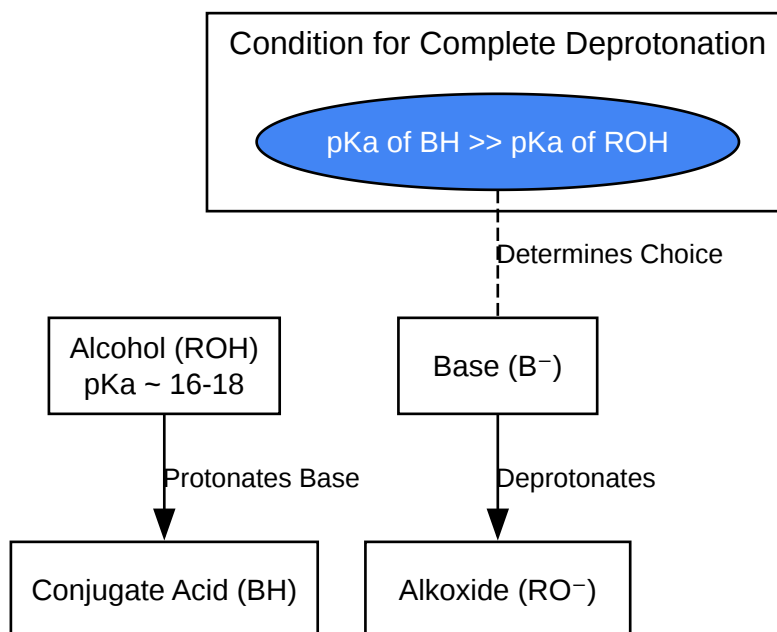 Condition for Complete Deprotonation
pKa of BH >> pKa of ROH
Determines Choice
Alcohol (ROH)
pKa ~ 16-18
Base (B⁻)
Protonates Base
Deprotonates
Conjugate Acid (BH)
Alkoxide (RO⁻)